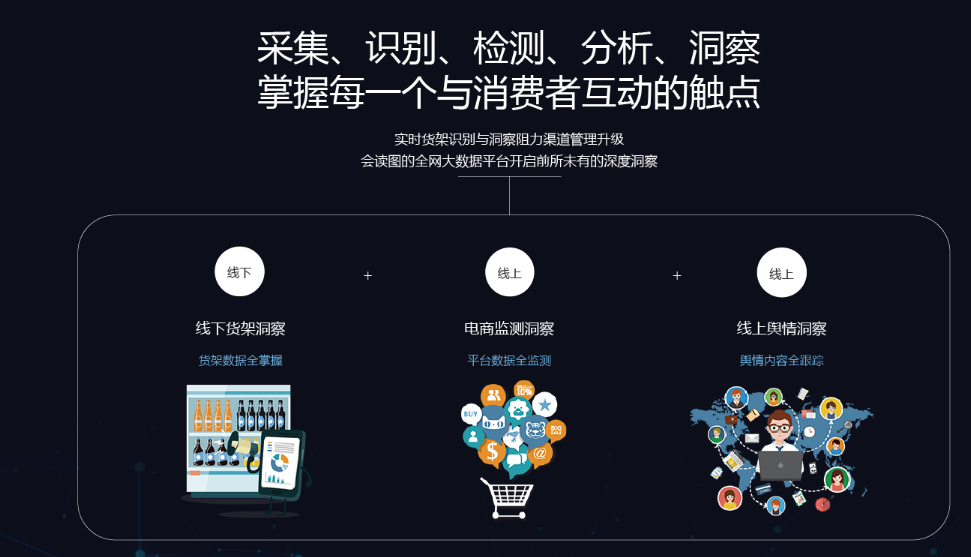 采集、识别、检测、分析、洞察
掌握每一个与消费者互动的触点
实时货架识别与洞察阻力渠道管理升级
会读图的全网大数据平台开启前所未有的深度洞察
线下
+
线上
+
线上
线下货架洞察
电商监测洞察
线上舆情洞察
货架数据全掌握
平台数据全监测
舆情内容全跟踪
BUY
BIG
$
@